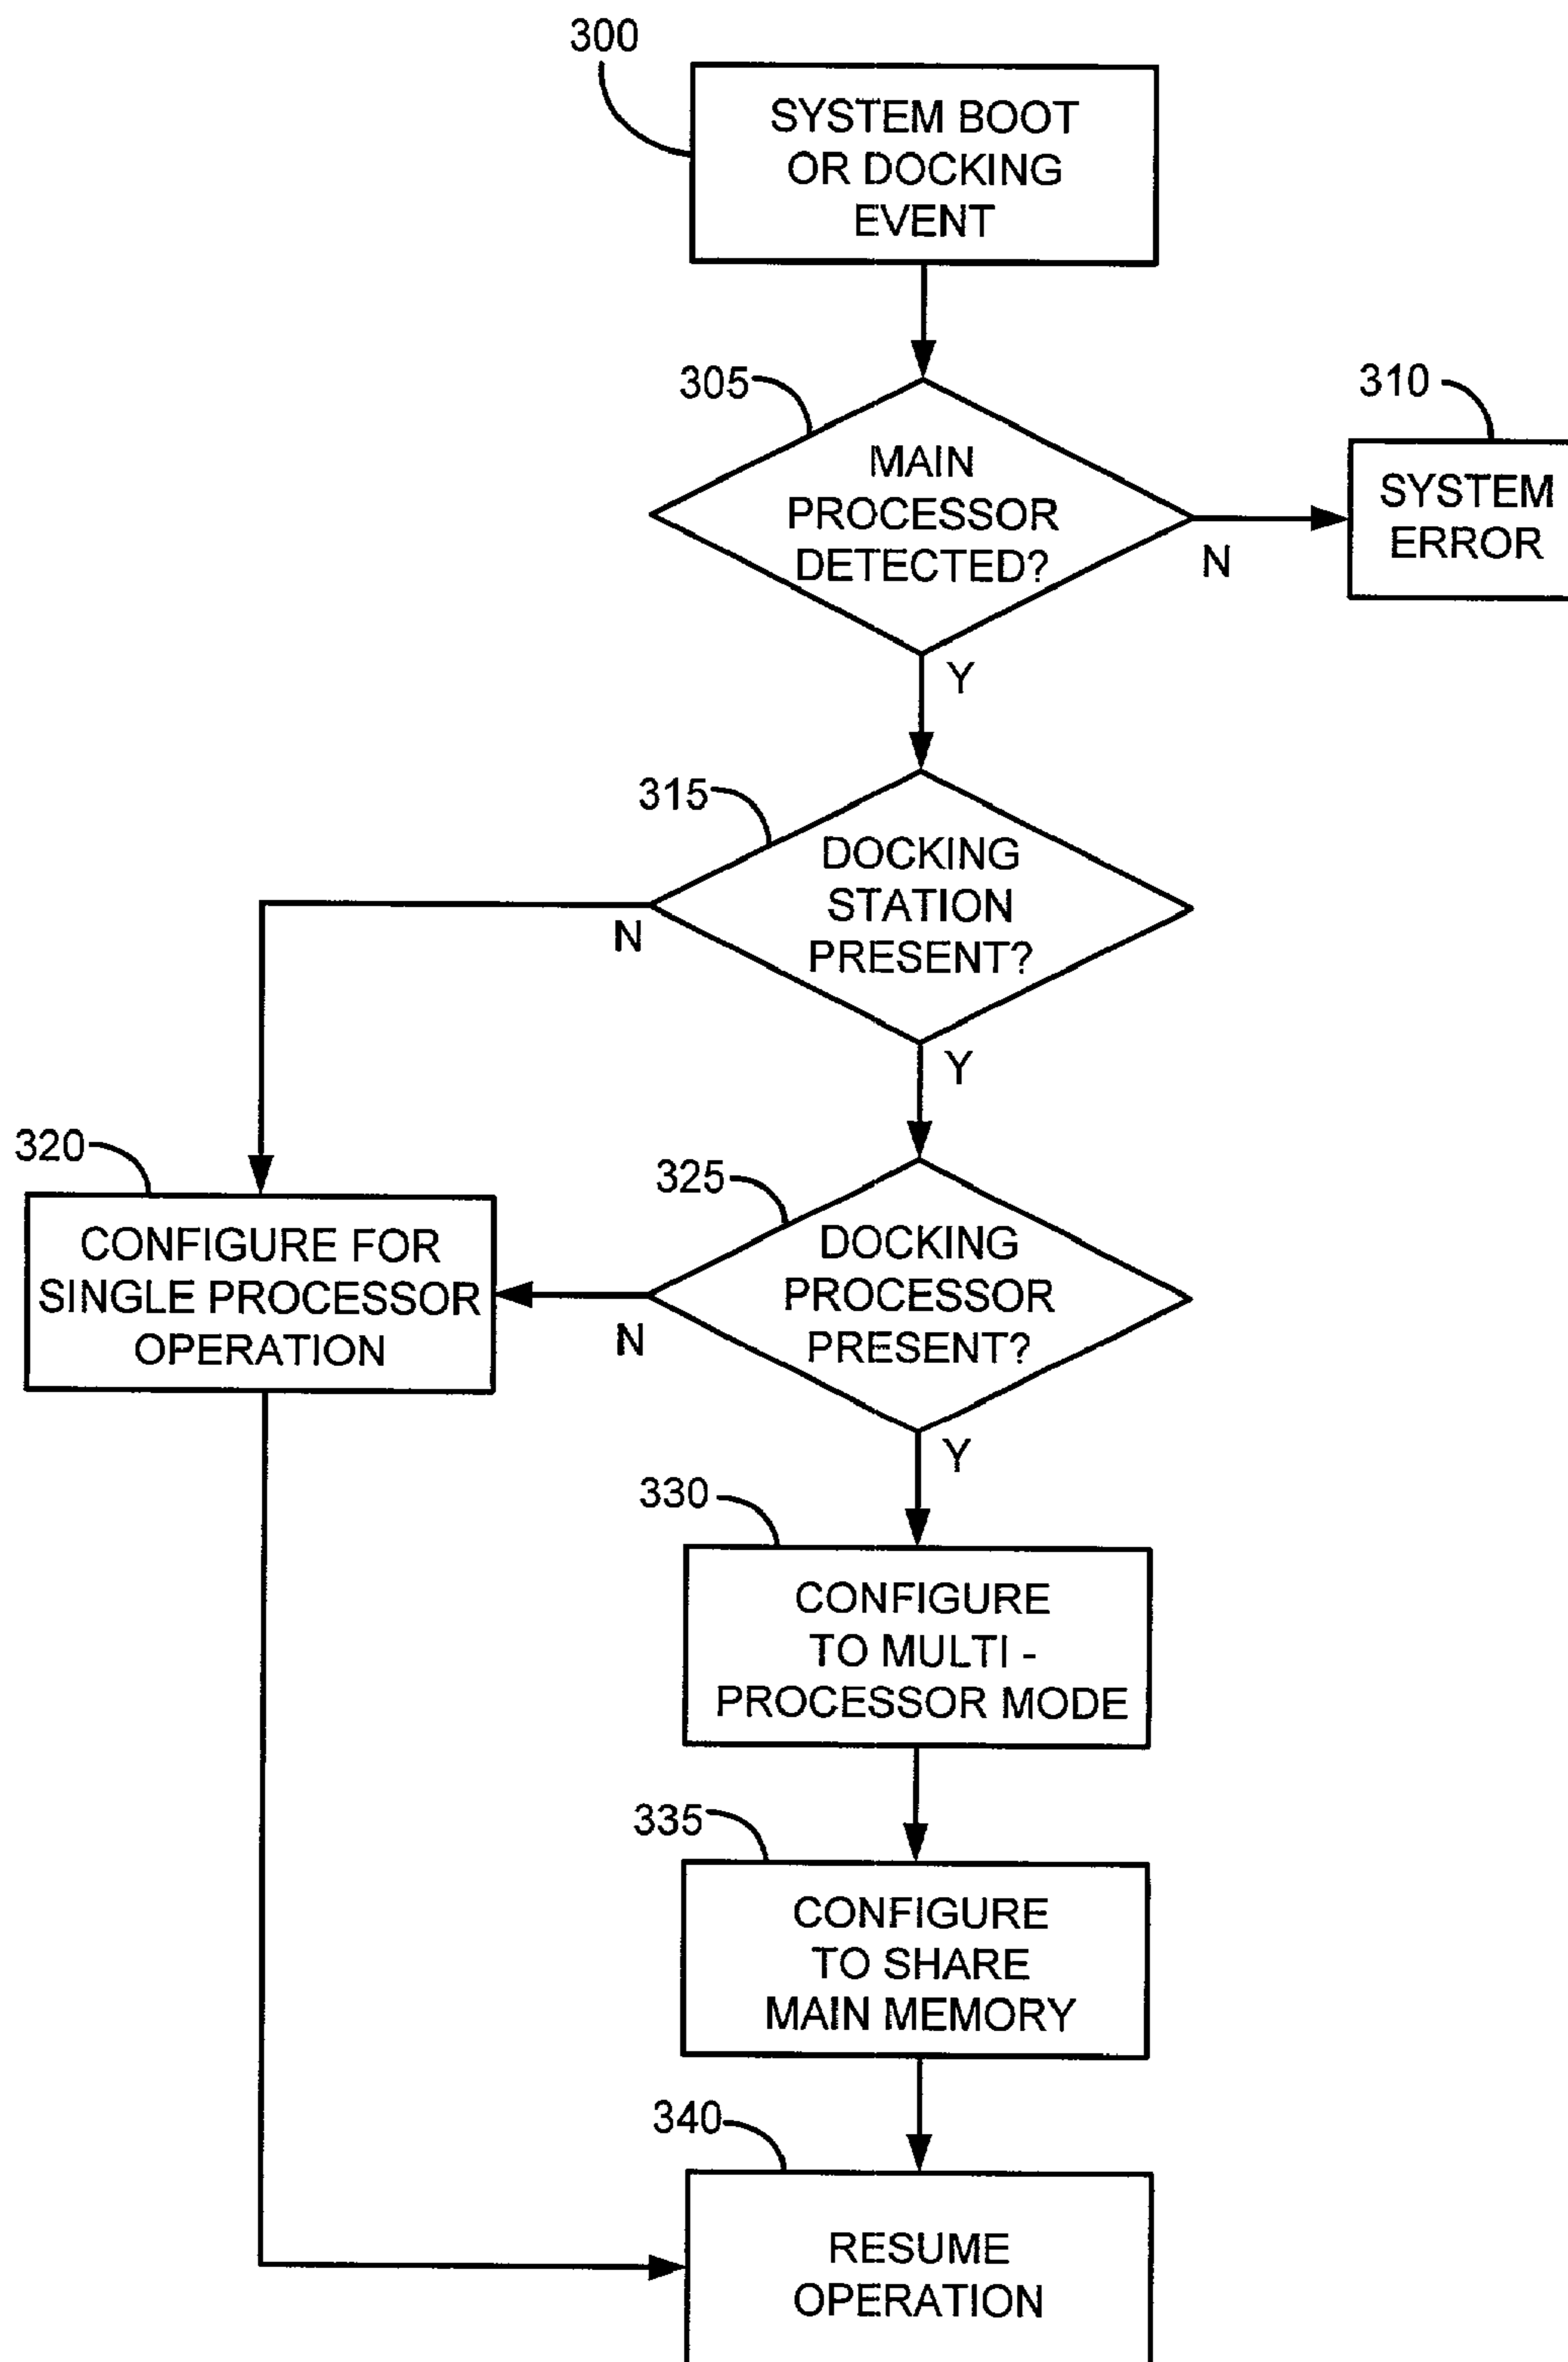 300
SYSTEM BOOT
OR DOCKING
EVENT
305
MAIN
PROCESSOR
DETECTED?
N
310
SYSTEM
ERROR
Y
315
DOCKING
STATION
PRESENT?
N
Y
320
CONFIGURE FOR
SINGLE PROCESSOR
OPERATION
325
DOCKING
PROCESSOR
PRESENT?
N
Y
330
CONFIGURE
TO MULTI -
PROCESSOR MODE
335
CONFIGURE
TO SHARE
MAIN MEMORY
340
RESUME
OPERATION